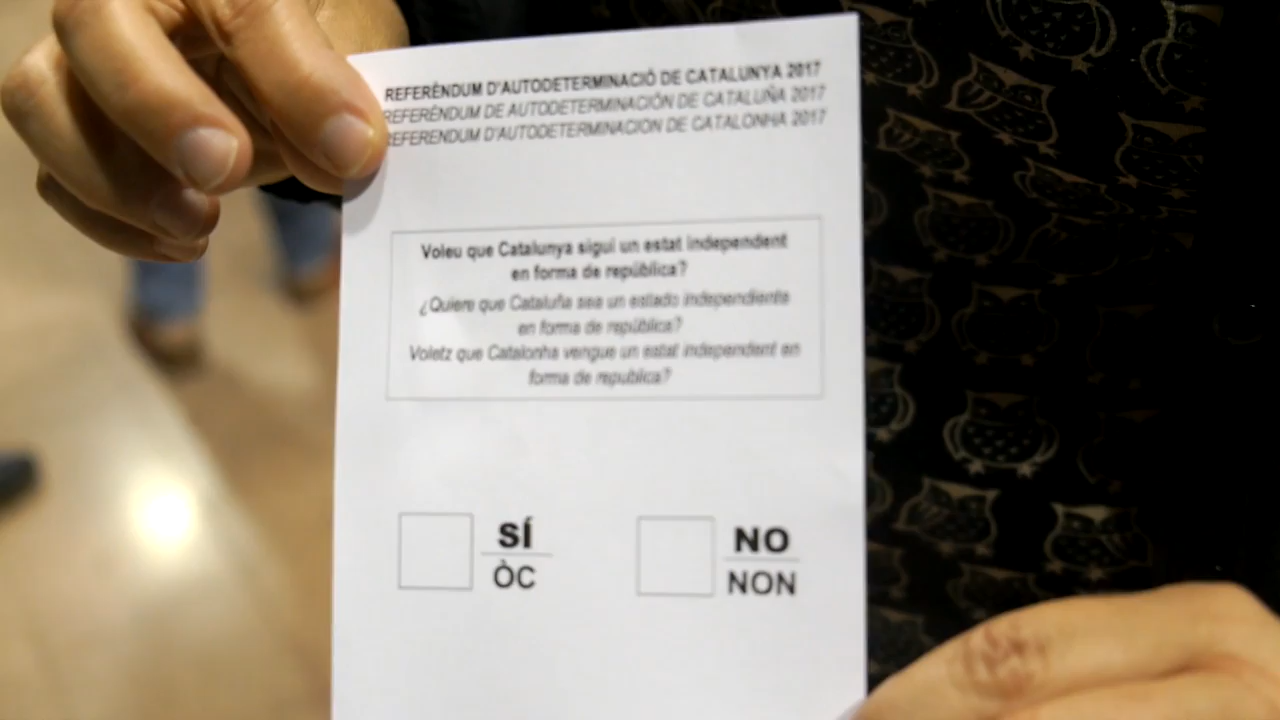 REFERÈNDUM D'AUTODETERMINACIÓ DE CATALUNYA 2017
REFERÉNDUM DE AUTODETERMINACIÓN DE CATALUÑA 2017
REFERENDUM D'AUTODETERMINACION DE CATALONHA 2017
Voleu que Catalunya sigui un estat independent
en forma de república?
¿Quiere que Cataluña sea un estado independiente
en forma de república?
Voletz que Catalonha vengue un estat independent en
forma de republica?
SÍ NO
ÒC NON